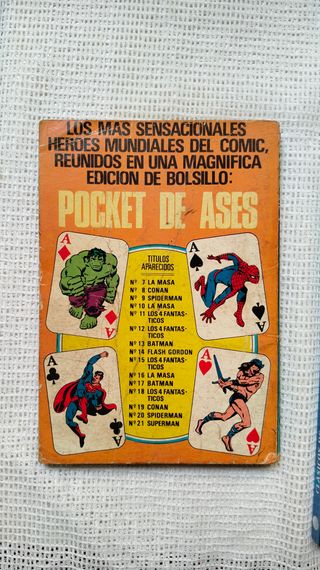 LOS MAS SENSACIONALES
HEROES MUNDIALES DEL COMIC,
REUNIDOS EN UNA MAGNIFICA
EDICION DE BOLSILLO:
POCKET DE ASES
TITULOS
APARECIDOS
Nº 7 LA MASA
Nº 8 CONAN
Nº 9 SPIDERMAN
Nº 10 LA MASA
Nº 11 LOS 4 FANTAS-
TICOS
Nº 12 LOS 4 FANTAS-
TICOS
Nº 13 BATMAN
Nº 14 FLASH GORDON
Nº 15 LOS 4 FANTAS-
TICOS
Nº 16 LA MASA
Nº 17 BATMAN
Nº 18 LOS 4 FANTAS-
TICOS
Nº 19 CONAN
Nº 20 SPIDERMAN
Nº 21 SUPERMAN
A
A
A
A
A
A
A
A